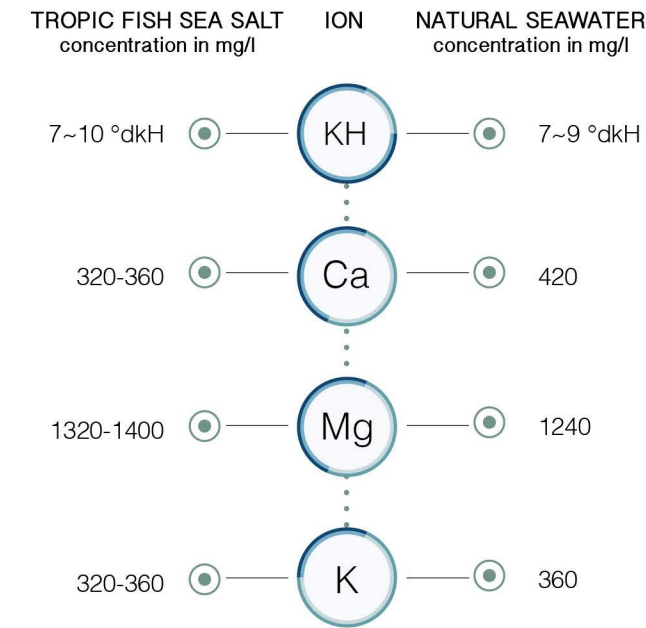 TROPIC FISH SEA SALT ION NATURAL SEAWATER
concentration in mg/l concentration in mg/l
7~10 °dkH KH 7~9 °dkH
320-360 Ca 420
1320-1400 Mg 1240
320-360 K 360